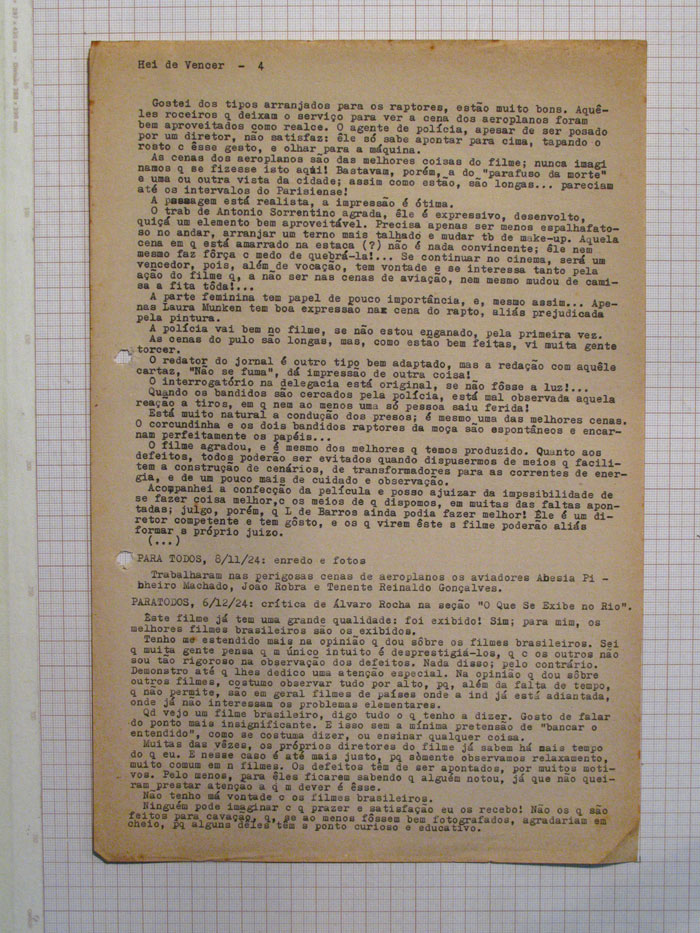 Hei de Vencer - 4
Gostei dos tipos arranjados para os raptores, estão muito bons. Aquê-
les roceiros q deixam o serviço para ver a cena dos aeroplanos foram
bem aproveitados como realce. O agente de polícia, apesar de ser posado
por um diretor, não satisfaz: êle só sabe apontar para cima, tapando o
rosto c êsse gesto, e olhar para a máquina.
As cenas dos aeroplanos são das melhores coisas do filme; nunca imagi
namos q se fizesse isto aqui! Bastavam, porém, a do "parafuso da morte"
e uma ou outra vista da cidade; assim como estão, são longas... pareciam
até os intervalos do Parisiense!
A passagem está realista, a impressão é ótima.
O trab de Antonio Sorrentino agrada, êle é expressivo, desenvolto,
quiçá um elemento bem aproveitável. Precisa apenas ser menos espalhafato-
so no andar, arranjar um terno mais talhado e mudar tb de make-up. Aquela
cena em q está amarrado na estaca (?) não é nada convincente; êle nem
mesmo faz fôrça c medo de quebrá-la!... Se continuar no cinema, será um
vencedor, pois, além de vocação, tem vontade e se interessa tanto pela
ação do filme q, a não ser nas cenas de aviação, nem mesmo mudou de cami-
sa a fita tôda!...
A parte feminina tem papel de pouco importância, e, mesmo assim... Ape-
nas Laura Munken tem boa expressão na cena do rapto, aliás prejudicada
pela pintura.
A polícia vai bem no filme, se não estou enganado, pela primeira vez.
As cenas do pulo são longas, mas, como estão bem feitas, vi muita gente
torcer.
O redator do jornal é outro tipo bem adaptado, mas a redação com aquêle
cartaz, "Não se fuma", dá impressão de outra coisa!
O interrogatório na delegacia está original, se não fôsse a luz!...
Quando os bandidos são cercados pela polícia, está mal observada aquela
reação a tiros, em q nem ao menos uma só pessoa saiu ferida!
Está muito natural a condução dos presos; é mesmo uma das melhores cenas.
O corcundinha e os dois bandidos raptores da moça são espontâneos e encar-
nam perfeitamente os papéis...
O filme agradou, e é mesmo dos melhores q temos produzido. Quanto aos
defeitos, todos poderão ser evitados quando dispusermos de meios q facili-
tem a construção de cenários, de transformadores para as correntes de ener-
gia, e de um pouco mais de cuidado e observação.
Acompanhei a confecção da película e posso ajuizar da impssibilidade de
se fazer coisa melhor,c os meios de q dispomos, em muitas das faltas apon-
tadas; julgo, porém, q L de Barros ainda podia fazer melhor! Êle é um di-
retor competente e tem gôsto, e os q virem êste s filme poderão aliás
formar s próprio juizo.
(...)
PARA TODOS, 8/11/24: enredo e fotos
Trabalharam nas perigosas cenas de aeroplanos os aviadores Ahesia Pi -
nheiro Machado, João Robra e Tenente Reinaldo Gonçalves.
PARATODOS, 6/12/24: crítica de Álvaro Rocha na seção "O Que Se Exibe no Rio".
Êste filme já tem uma grande qualidade: foi exibido! Sim; para mim, os
melhores filmes brasileiros são os exibidos.
Tenho me estendido mais na opinião q dou sôbre os filmes brasileiros. Sei
q muita gente pensa q m único intuito é desprestigiá-los, q c os outros não
sou tão rigoroso na observação dos defeitos. Nada disso; pelo contrário.
Demonstro até q lhes dedico uma atenção especial. Na opinião q dou sôbre
outros filmes, costumo observar tudo por alto, pq, além da falta de tempo,
q não permite, são em geral filmes de países onde a ind já está adiantada,
onde já não interessam os problemas elementares.
Qd vejo um filme brasileiro, digo tudo o q tenho a dizer. Gosto de falar
do ponto mais insignificante. E isso sem a mínima pretensão de "bancar o
entendido", como se costuma dizer, ou ensinar qualquer coisa.
Muitas das vêzes, os próprios diretores do filme já sabem há mais tempo
do q eu. E nesse caso é até mais justo, pq sòmente observamos relaxamento,
muito comum em n filmes. Os defeitos têm de ser apontados, por muitos moti-
vos. Pelo menos, para êles ficarem sabendo q alguém notou, já que não quei-
ram prestar atenção a q m dever é êsse.
Não tenho má vontade c os filmes brasileiros.
Ninguém pode imaginar c q prazer e satisfação eu os recebo! Não os q são
feitos para cavação, q, se ao menos fôssem bem fotografados, agradariam em
cheio, pq alguns deles têm s ponto curioso e educativo.